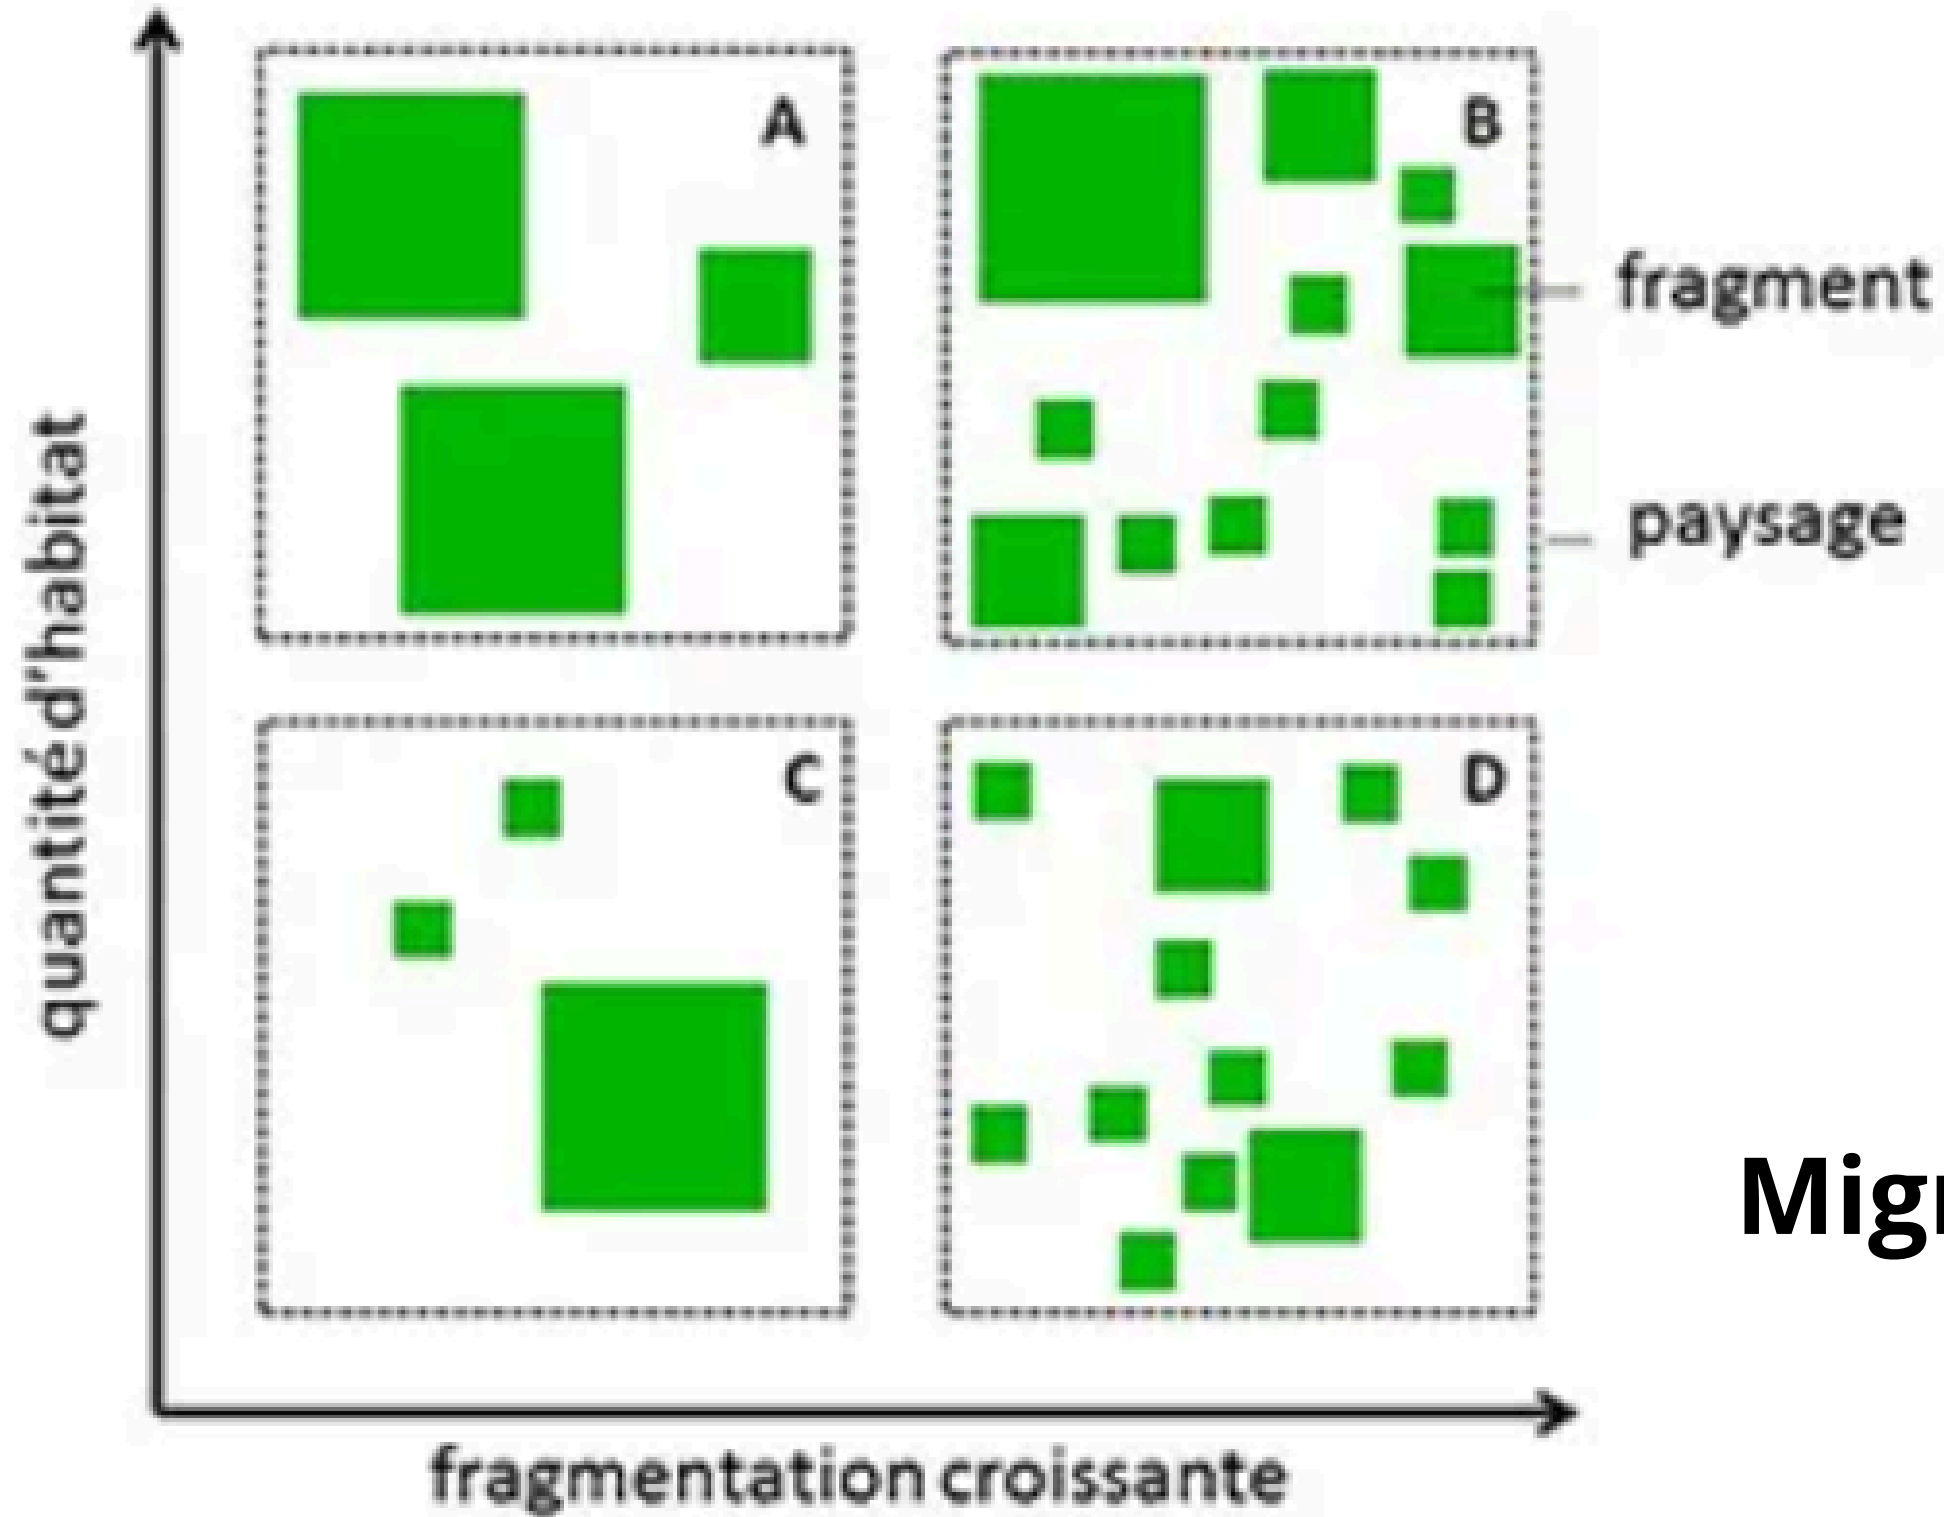 A
B
fragment
paysage
quantité d'habitat
C
D
fragmentation croissante